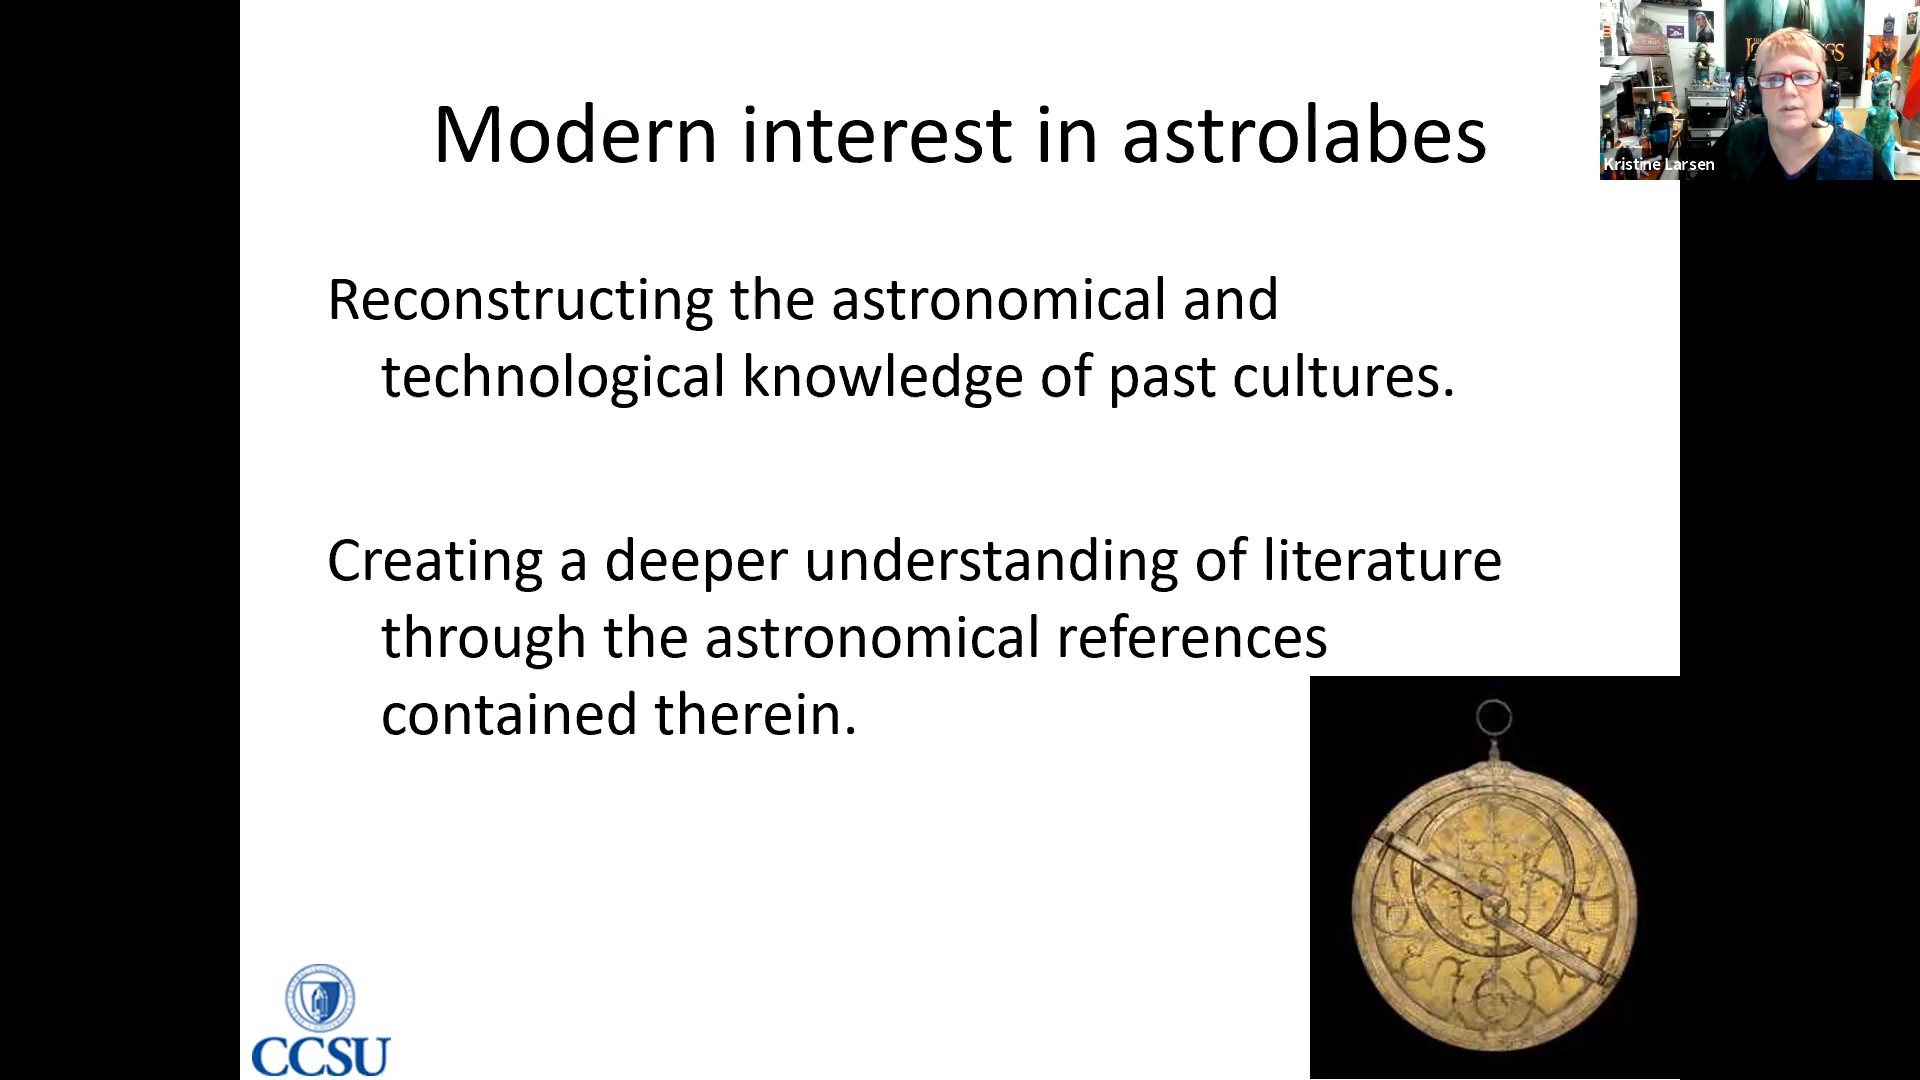 Modern interest in astrolabes
Kristine Larsen
Reconstructing the astronomical and
technological knowledge of past cultures.
Creating a deeper understanding of literature
through the astronomical references
contained therein.
CCSU